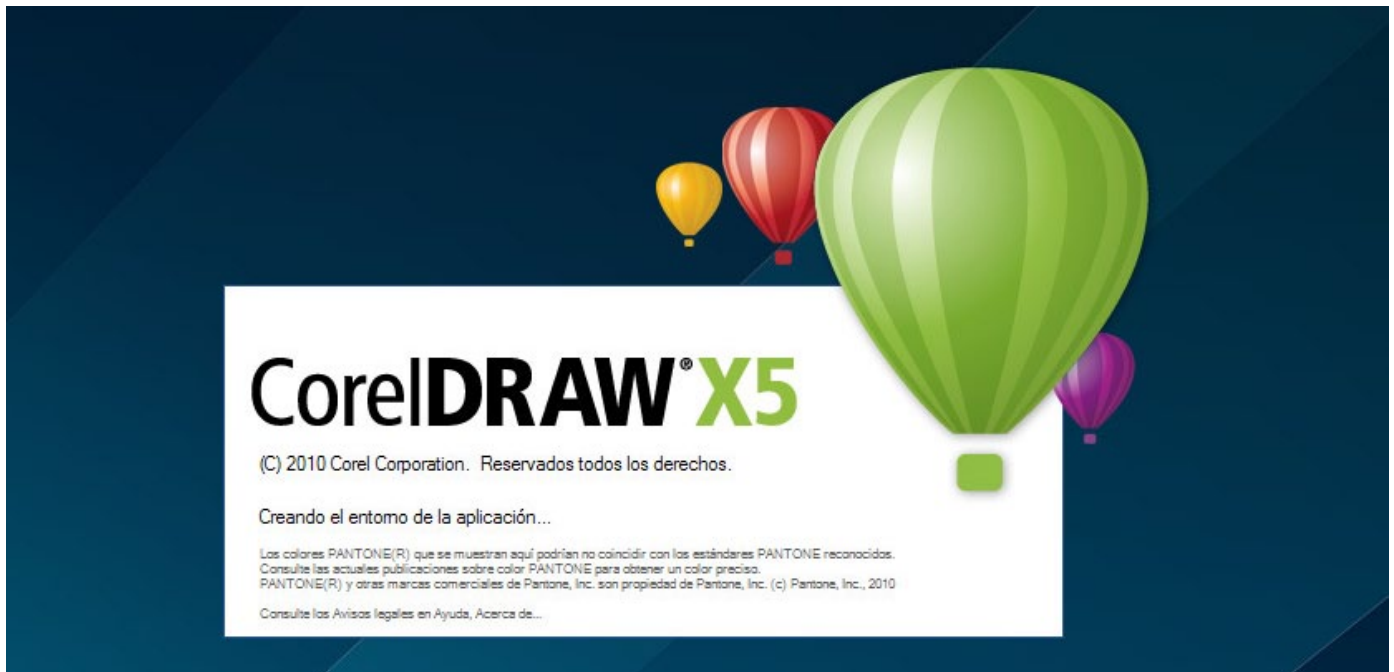 CorelDRAW® X5
(C) 2010 Corel Corporation. Reservados todos los derechos.
Creando el entorno de la aplicación...
Los colores PANTONE(R) que se muestran aquí podrían no coincidir con los estándares PANTONE reconocidos.
Consulte las actuales publicaciones sobre color PANTONE para obtener un color preciso.
PANTONE(R) y otras marcas comerciales de Pantone, Inc. son propiedad de Pantone, Inc. (c) Pantone, Inc., 2010
Consulte los Avisos legales en Ayuda, Acerca de...